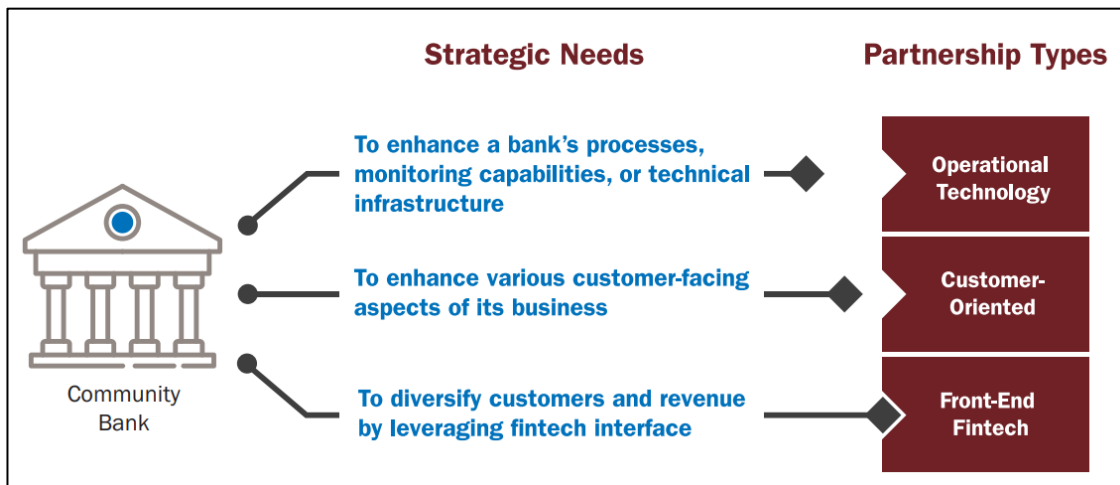 Strategic Needs
Partnership Types
To enhance a bank's processes,
monitoring capabilities, or technical
infrastructure
Operational
Technology
To enhance various customer-facing
aspects of its business
Customer-
Oriented
Community
Bank
To diversify customers and revenue
by leveraging fintech interface
Front-End
Fintech